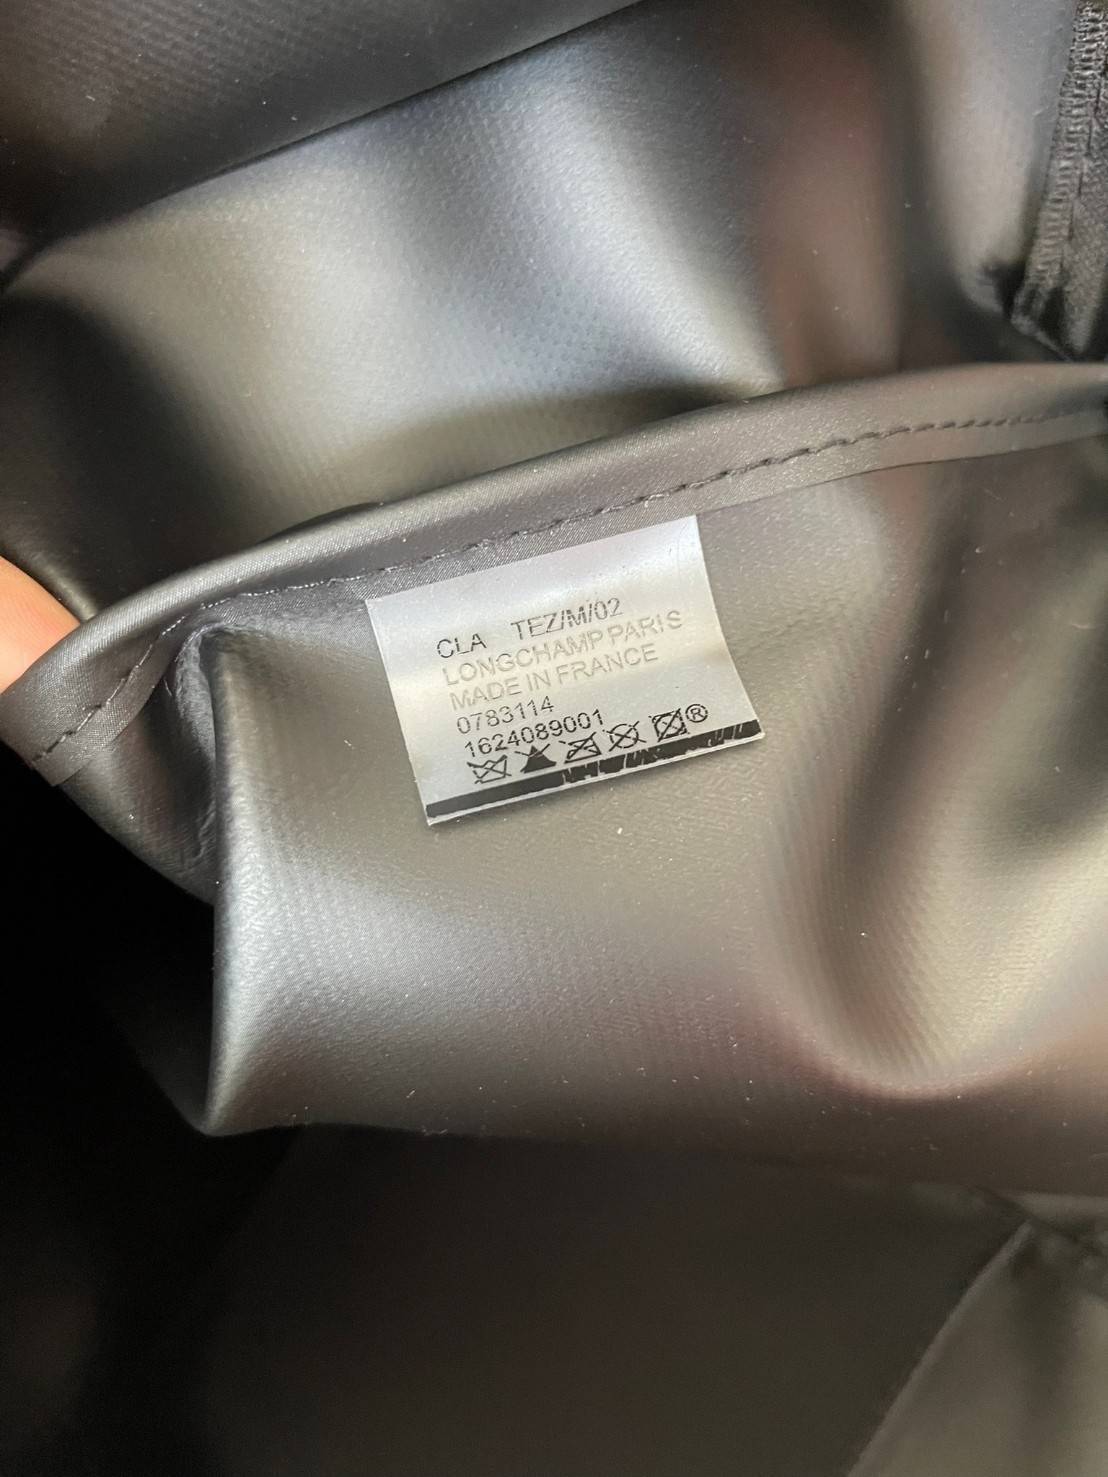 CLA TEZ/M/02
LONGCHAMP PARIS
MADE IN FRANCE
0783114
1624089001
®